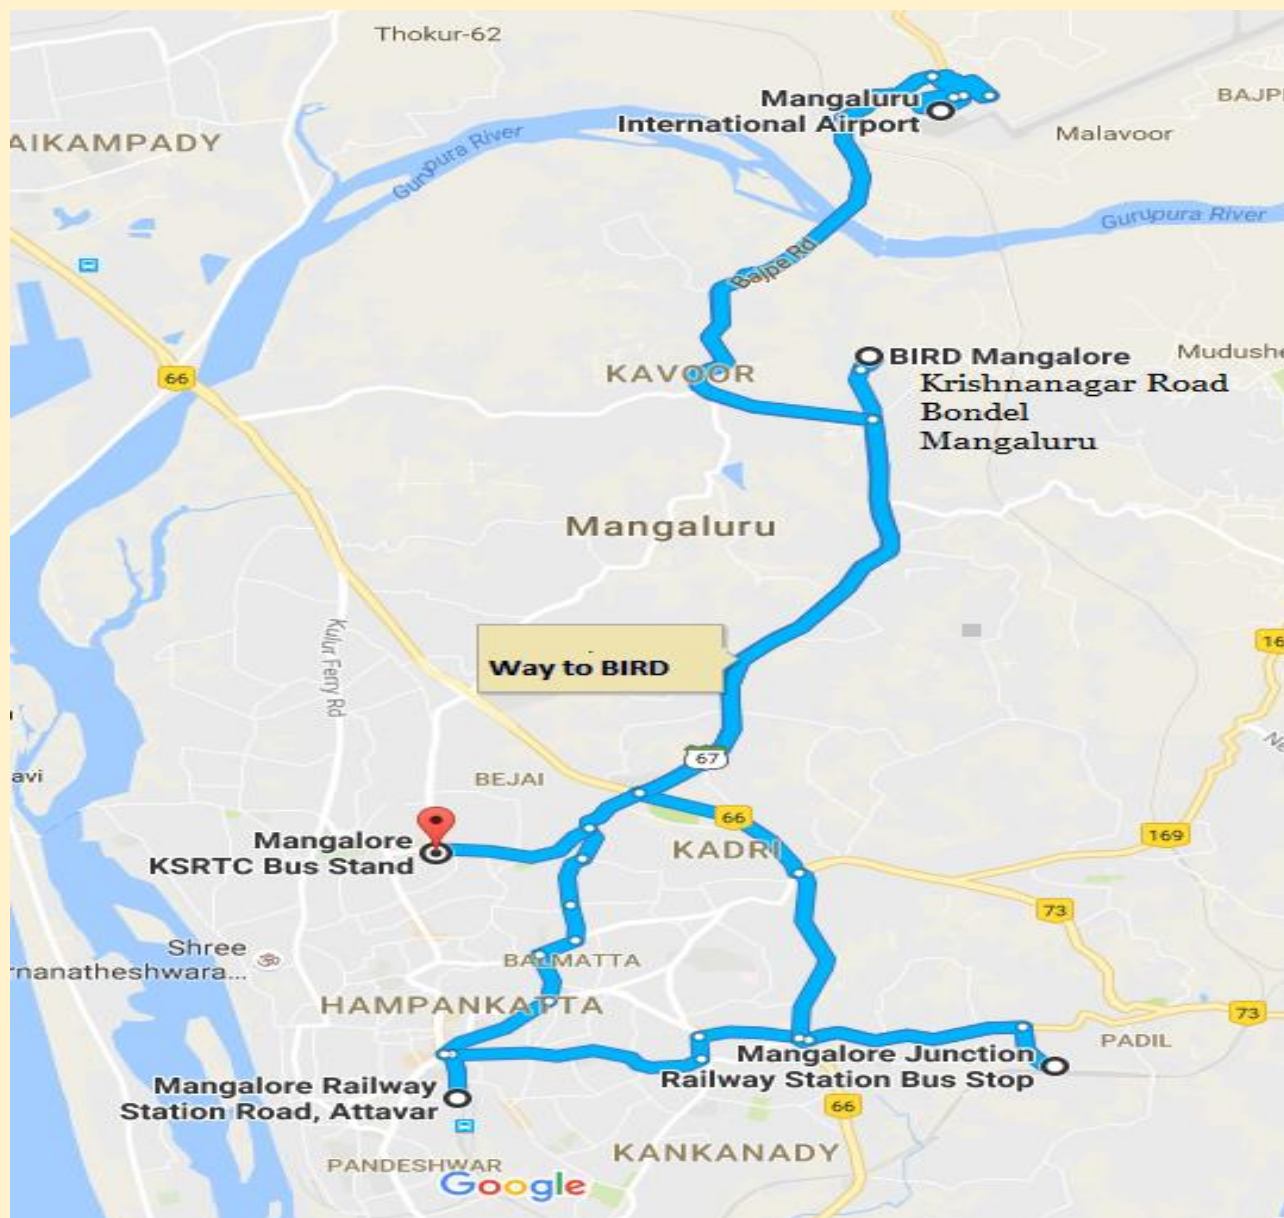 Thokur-62
Mangaluru
International Airport
BAJP
Malavoor
AIKAMPADY
Gurupura River
Gurupura River
Bajpe Rd
BIRD Mangalore
Krishnanagar Road
Bondel
Mangaluru
Mudushe
KAVOOR
66
Mangaluru
Kulur Ferry Rd
Way to BIRD
16
Ne
67
avi
BEJAI
66
KADRI
169
Mangalore
KSRTC Bus Stand
73
Shree
rnanatheshwara...
BALMATTA
HAMPANKATTA
73
PADIL
Mangalore Junction
Railway Station Bus Stop
Mangalore Railway
Station Road, Attavar
66
KANKANADY
PANDESHWAR
Google